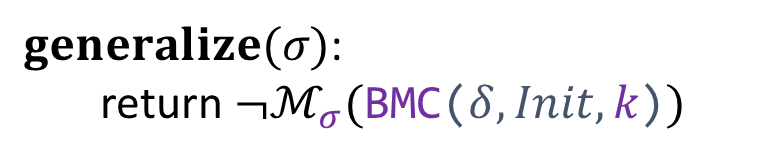 generalize(σ):
return ¬ℳσ(BMC(δ, Init, k))